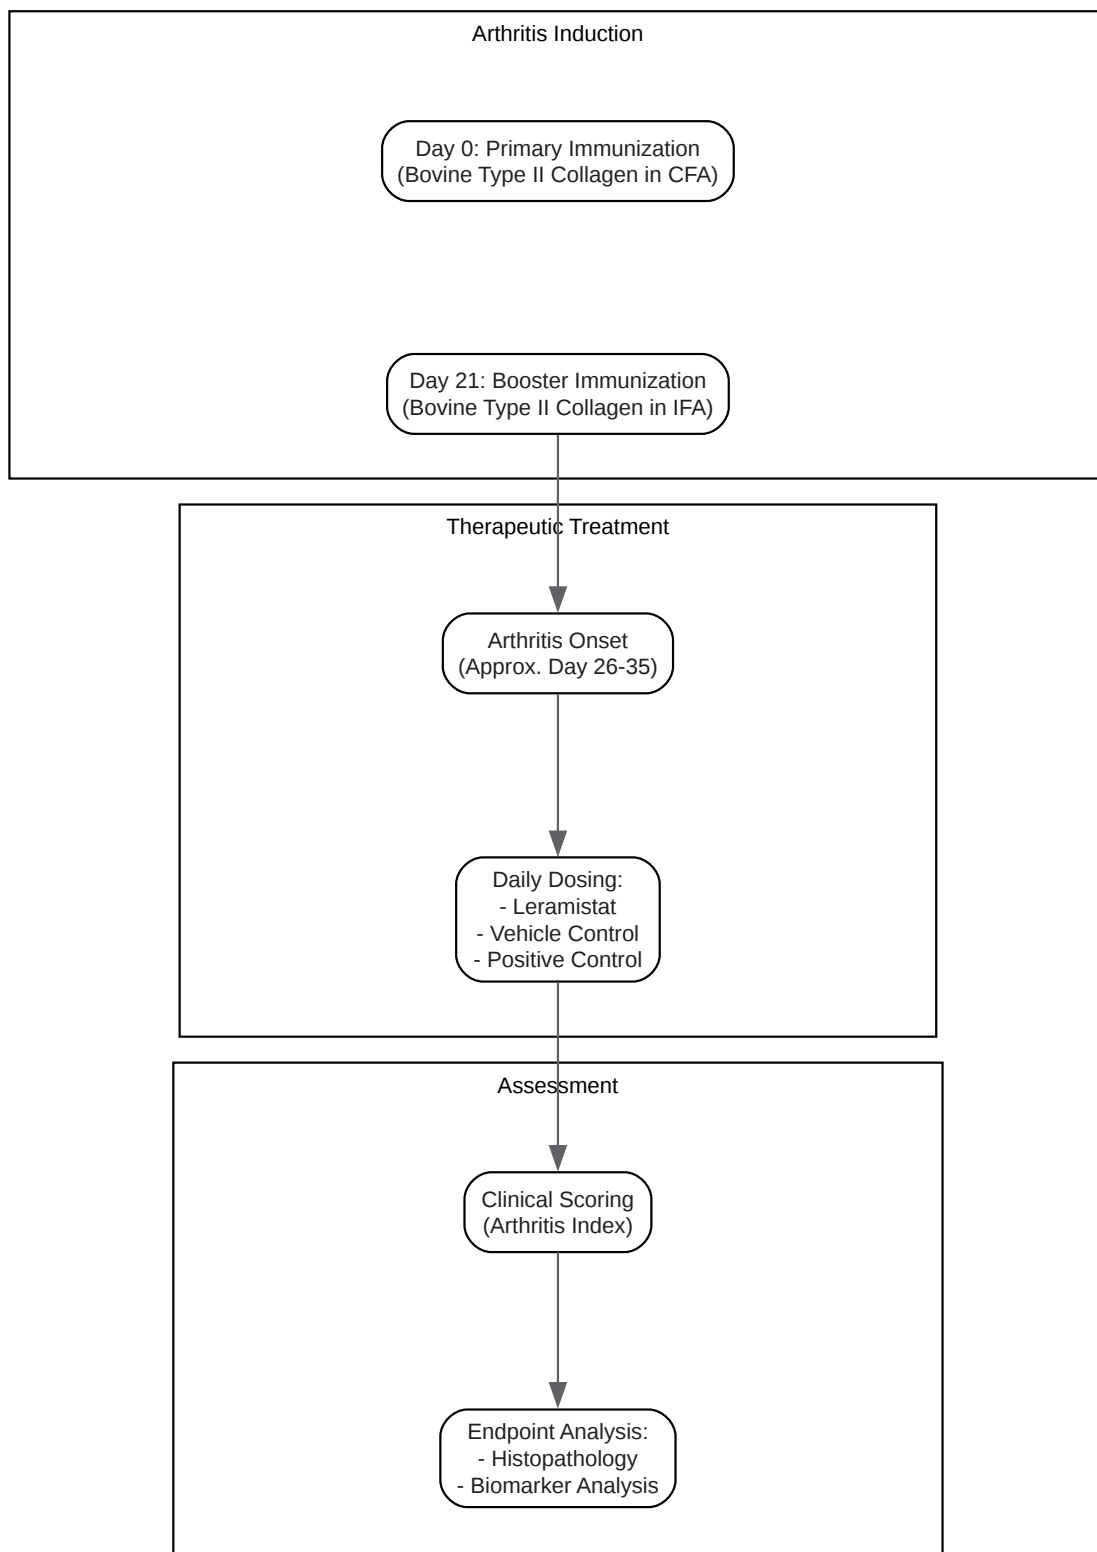 Arthritis Induction
Day 0: Primary Immunization
(Bovine Type II Collagen in CFA)
Day 21: Booster Immunization
(Bovine Type II Collagen in IFA)
Therapeutic Treatment
Arthritis Onset
(Approx. Day 26-35)
Daily Dosing:
- Leramistat
- Vehicle Control
- Positive Control
Assessment
Clinical Scoring
(Arthritis Index)
Endpoint Analysis:
- Histopathology
- Biomarker Analysis